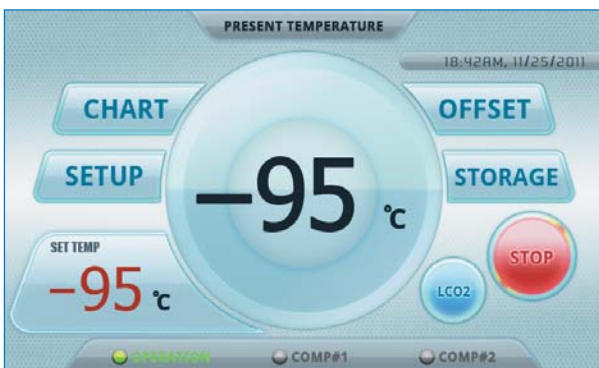 PRESENT TEMPERATURE
18:42AM, 11/25/2011
CHART
OFFSET
SETUP
STORAGE
−95 °C
SET TEMP
−95 °C
STOP
LCO2
OPERATION
COMP#1
COMP#2